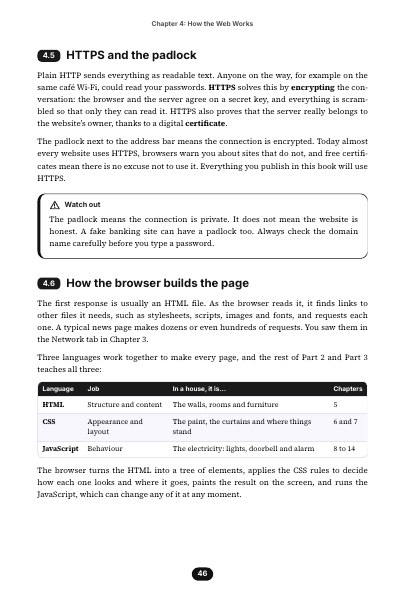 Chapter 4: How the Web Works
4.5 HTTPS and the padlock
Plain HTTP sends everything as readable text. Anyone on the way, for example on the
same café Wi-Fi, could read your passwords. HTTPS solves this by encrypting the con-
versation: the browser and the server agree on a secret key, and everything is scram-
bled so that only they can read it. HTTPS also proves that the server really belongs to
the website's owner, thanks to a digital certificate.
The padlock next to the address bar means the connection is encrypted. Today almost
every website uses HTTPS, browsers warn you about sites that do not, and free certifi-
cates mean there is no excuse not to use it. Everything you publish in this book will use
HTTPS.
Watch out
The padlock means the connection is private. It does not mean the website is
honest. A fake banking site can have a padlock too. Always check the domain
name carefully before you type a password.
4.6 How the browser builds the page
The first response is usually an HTML file. As the browser reads it, it finds links to
other files it needs, such as stylesheets, scripts, images and fonts, and requests each
one. A typical news page makes dozens or even hundreds of requests. You saw them in
the Network tab in Chapter 3.
Three languages work together to make every page, and the rest of Part 2 and Part 3
teaches all three:
Language Job In a house, it is... Chapters
HTML Structure and content The walls, rooms and furniture 5
CSS Appearance and The paint, the curtains and where things 6 and 7
layout stand
JavaScript Behaviour The electricity: lights, doorbell and alarm 8 to 14
The browser turns the HTML into a tree of elements, applies the CSS rules to decide
how each one looks and where it goes, paints the result on the screen, and runs the
JavaScript, which can change any of it at any moment.
46